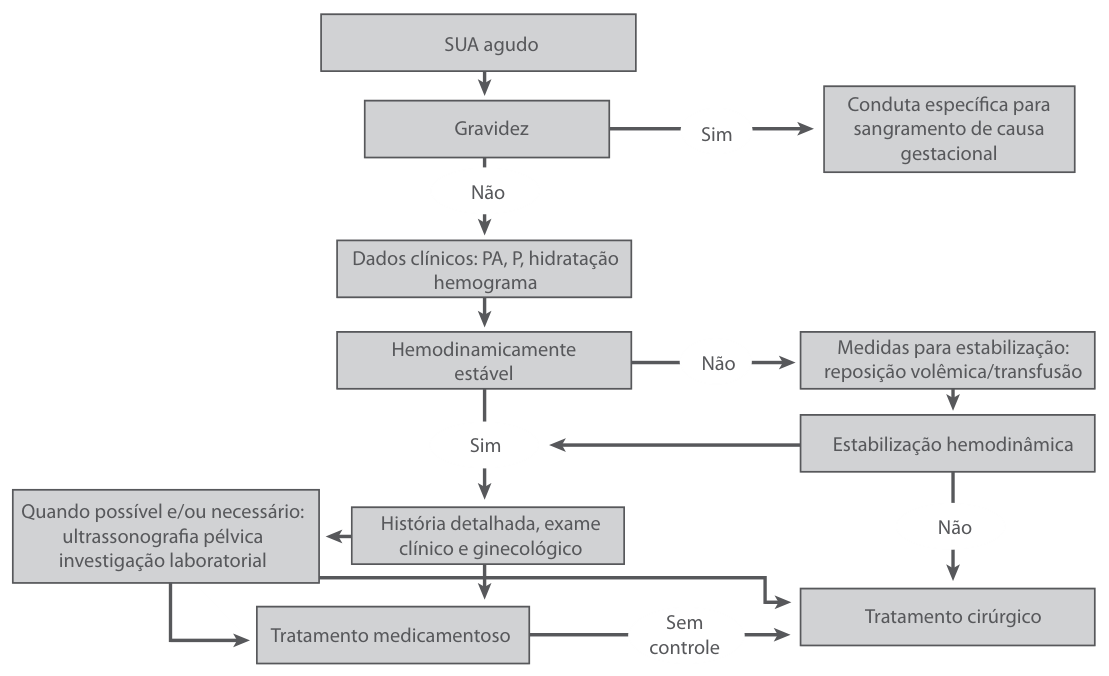 SUA agudo
Gravidez
Sim
Conduta específica para
sangramento de causa
gestacional
Não
Dados clínicos: PA, P, hidratação
hemograma
Hemodinamicamente
estável
Não
Medidas para estabilização:
reposição volêmica/transfusão
Sim
Estabilização hemodinâmica
Não
Quando possível e/ou necessário:
ultrassonografia pélvica
investigação laboratorial
História detalhada, exame
clínico e ginecológico
Tratamento medicamentoso
Sem
controle
Tratamento cirúrgico